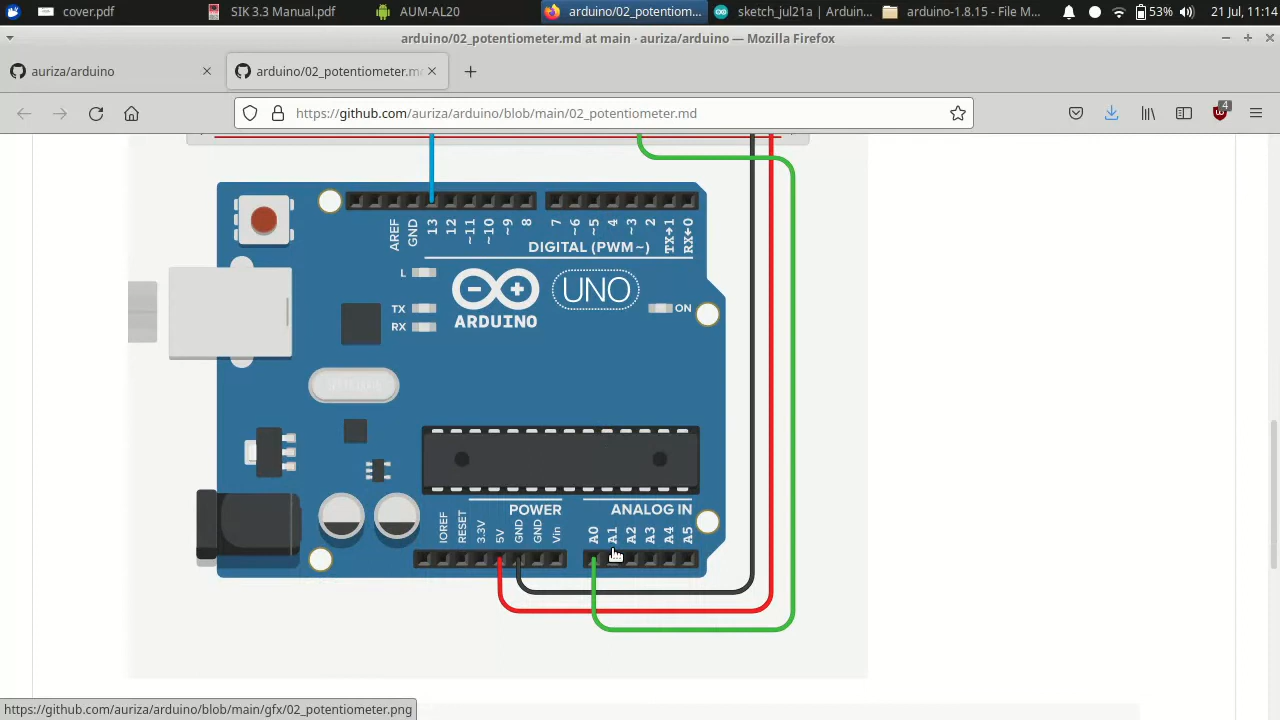 cover.pdf SIK 3.3 Manual.pdf AUM-AL20 arduino/02_potentiom... sketch_jul21a | Arduin... arduino-1.8.15 - File M... 53% 21 Jul, 11:14
arduino/02_potentiometer.md at main · auriza/arduino — Mozilla Firefox
auriza/arduino arduino/02_potentiometer.m
https://github.com/auriza/arduino/blob/main/02_potentiometer.md 4
AREF GND 13 12 ~11 ~10 ~9 8 7 ~6 ~5 4 ~3 2 TX→1 RX←0
DIGITAL (PWM~)
L
UNO
TX ON
RX ARDUINO
POWER ANALOG IN
IOREF RESET 3.3V 5V GND GND Vin A0 A1 A2 A3 A4 A5
https://github.com/auriza/arduino/blob/main/gfx/02_potentiometer.png